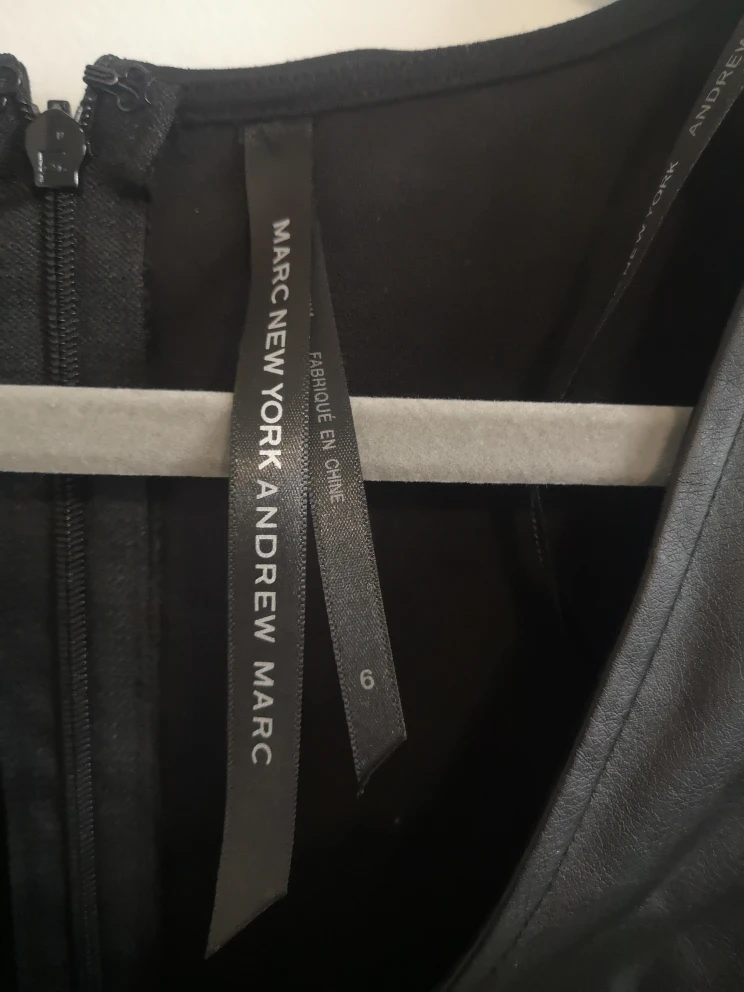 MARC NEW YORK ANDREW MARC
FABRIQUÉ EN CHINE
6
NEW YORK ANDREW